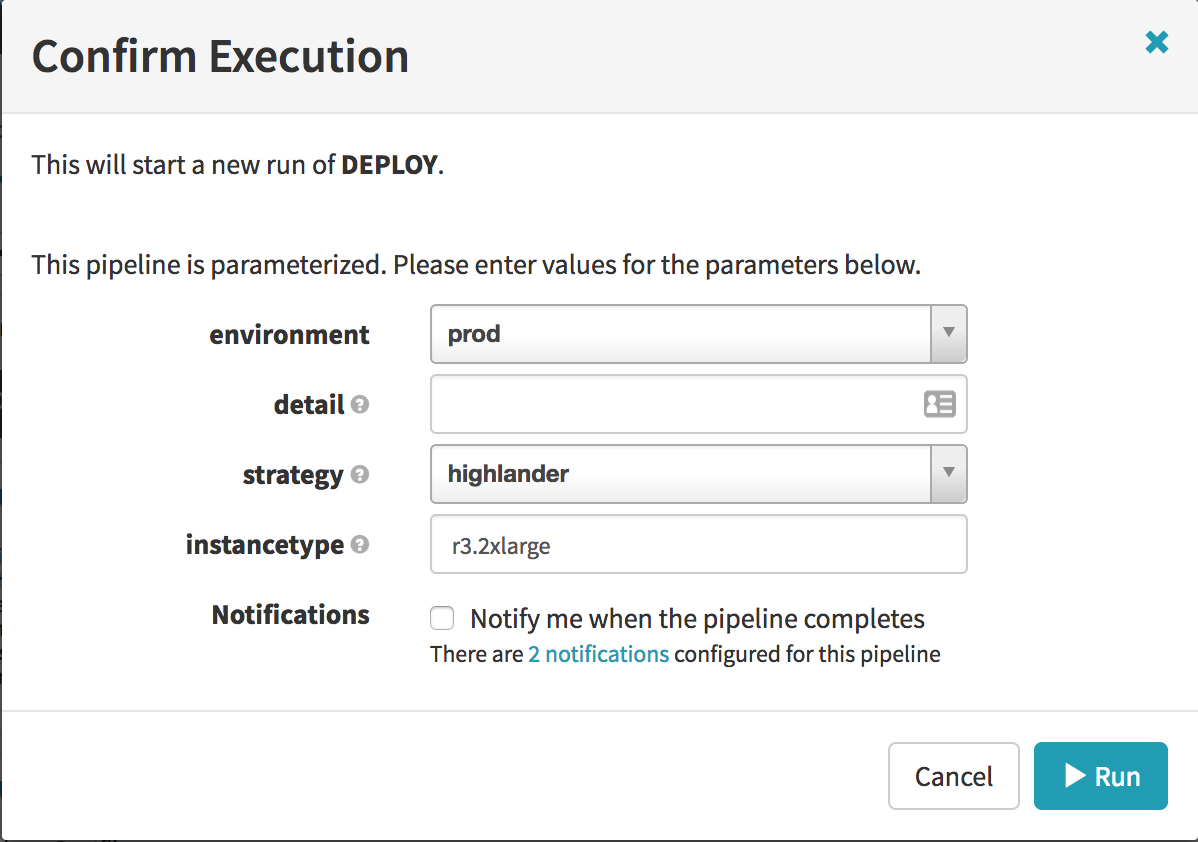 Confirm Execution
This will start a new run of DEPLOY.
This pipeline is parameterized. Please enter values for the parameters below.
environment prod
detail
strategy highlander
instancetype r3.2xlarge
Notifications Notify me when the pipeline completes
There are 2 notifications configured for this pipeline
Cancel Run